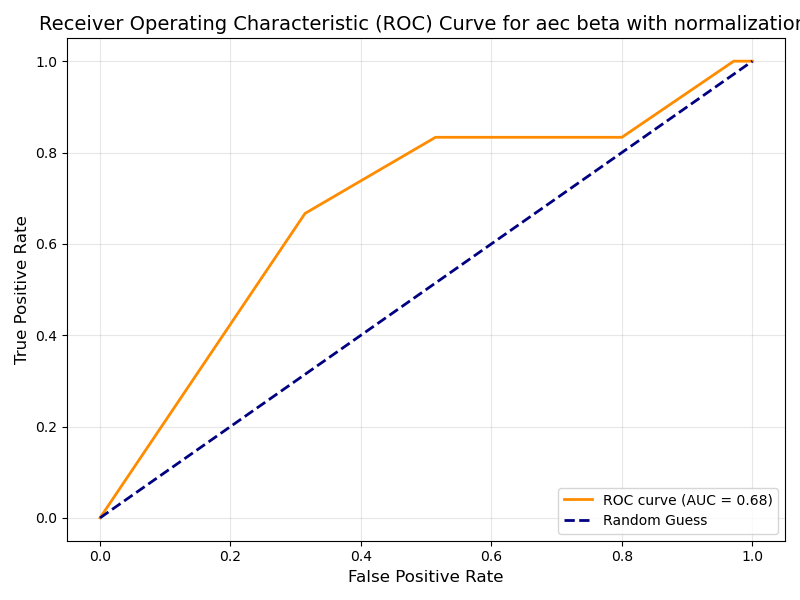 Receiver Operating Characteristic (ROC) Curve for aec beta with normalization
True Positive Rate
1.0
0.8
0.6
0.4
0.2
0.0
0.0 0.2 0.4 0.6 0.8 1.0
False Positive Rate
ROC curve (AUC = 0.68)
Random Guess